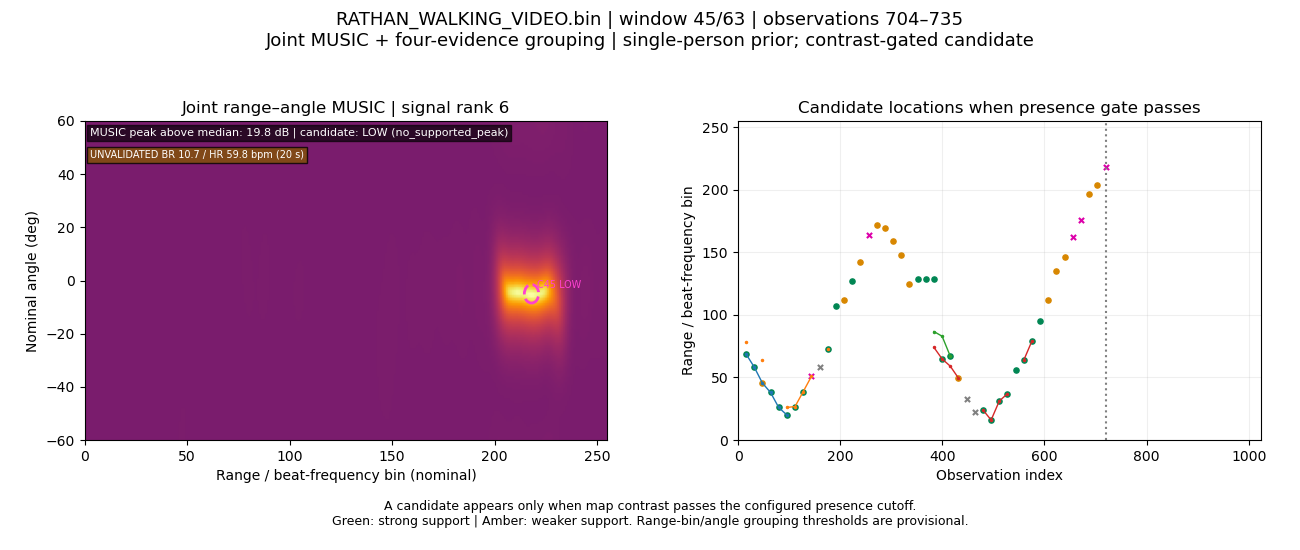 RATHAN_WALKING_VIDEO.bin | window 45/63 | observations 704–735
Joint MUSIC + four-evidence grouping | single-person prior; contrast-gated candidate
Joint range–angle MUSIC | signal rank 6
MUSIC peak above median: 19.8 dB | candidate: LOW (no_supported_peak)
UNVALIDATED BR 10.7 / HR 59.8 bpm (20 s)
LOW
Nominal angle (deg)
60
40
20
0
−20
−40
−60
0
50
100
150
200
250
Range / beat-frequency bin (nominal)
Candidate locations when presence gate passes
Range / beat-frequency bin
250
200
150
100
50
0
0
200
400
600
800
1000
Observation index
A candidate appears only when map contrast passes the configured presence cutoff.
Green: strong support | Amber: weaker support. Range-bin/angle grouping thresholds are provisional.